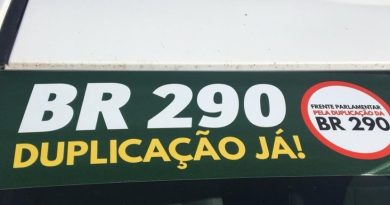 BR 290
DUPLICAÇÃO JÁ!
FRENTE PARLAMENTAR
PELA DUPLICAÇÃO DA
BR 290